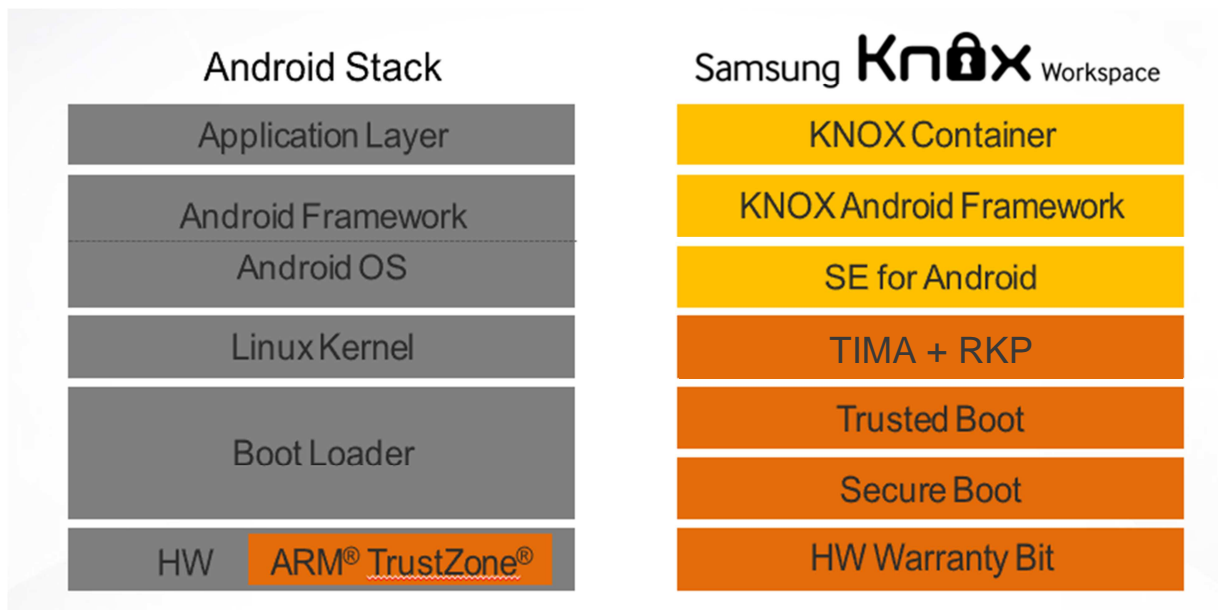 Android Stack
Application Layer
Android Framework
Android OS
Linux Kernel
Boot Loader
HW ARM® TrustZone®
Samsung Knox Workspace
KNOX Container
KNOX Android Framework
SE for Android
TIMA + RKP
Trusted Boot
Secure Boot
HW Warranty Bit